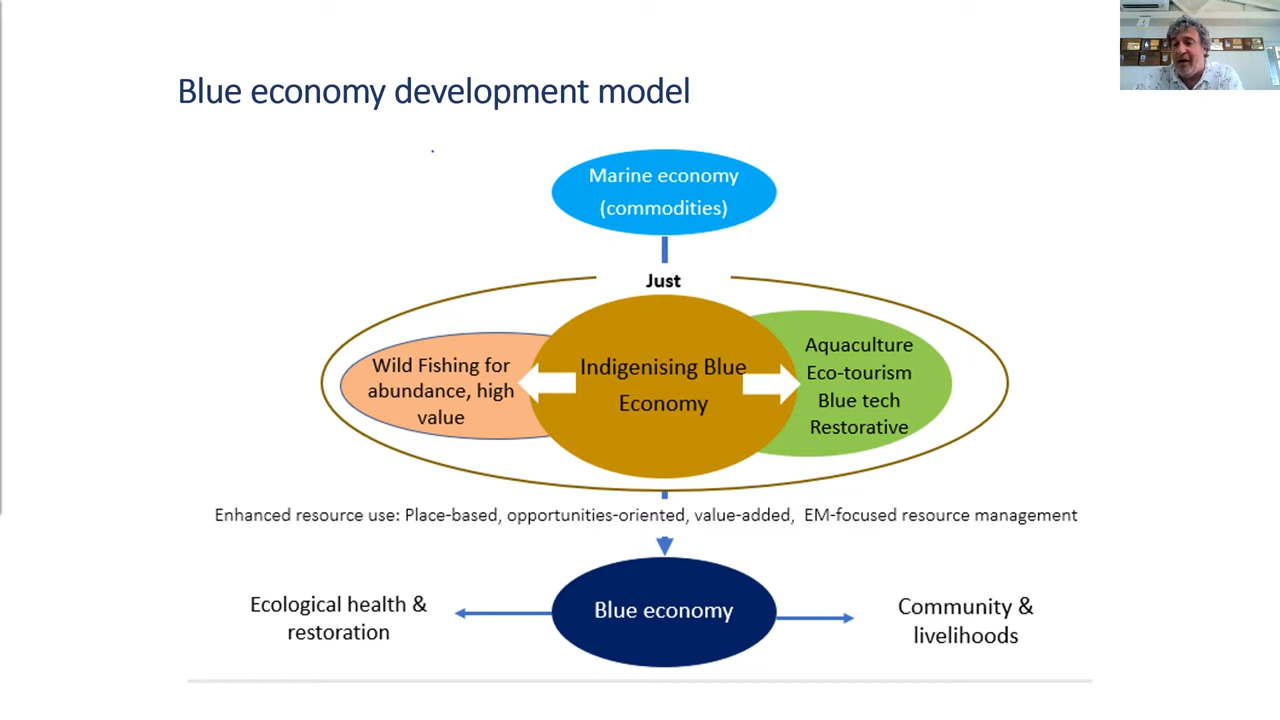 Blue economy development model
Marine economy
(commodities)
Just
Wild Fishing for
abundance, high
value
Indigenising Blue
Economy
Aquaculture
Eco-tourism
Blue tech
Restorative
Enhanced resource use: Place-based, opportunities-oriented, value-added, EM-focused resource management
Ecological health &
restoration
Blue economy
Community &
livelihoods